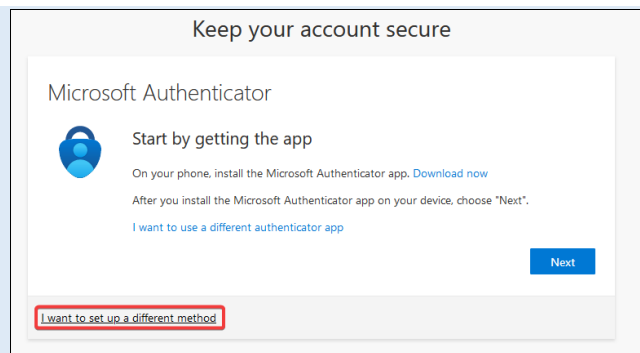 Keep your account secure
Microsoft Authenticator
Start by getting the app
On your phone, install the Microsoft Authenticator app. Download now
After you install the Microsoft Authenticator app on your device, choose "Next".
I want to use a different authenticator app
Next
I want to set up a different method